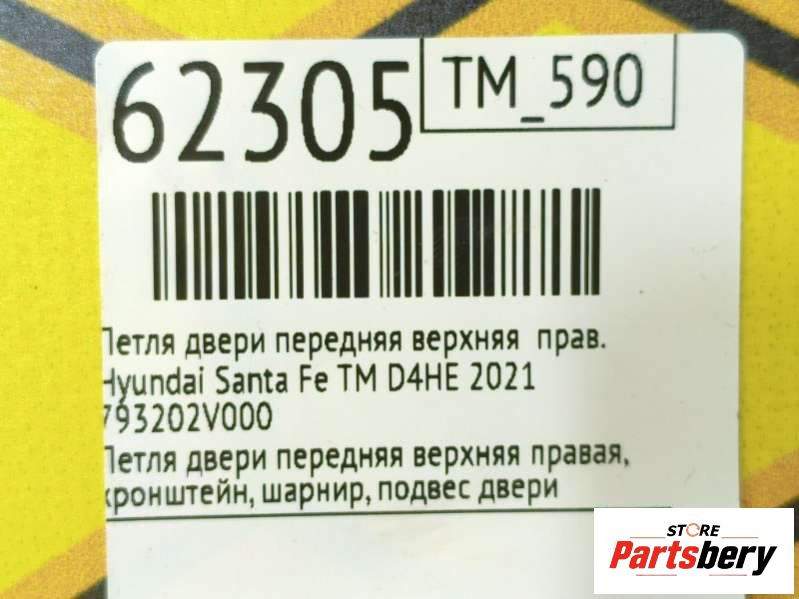 62305
TM_590
Петля двери передняя верхняя прав.
Hyundai Santa Fe TM D4HE 2021
793202V000
Петля двери передняя верхняя правая,
кронштейн, шарнир, подвес двери
STORE
Partsbery